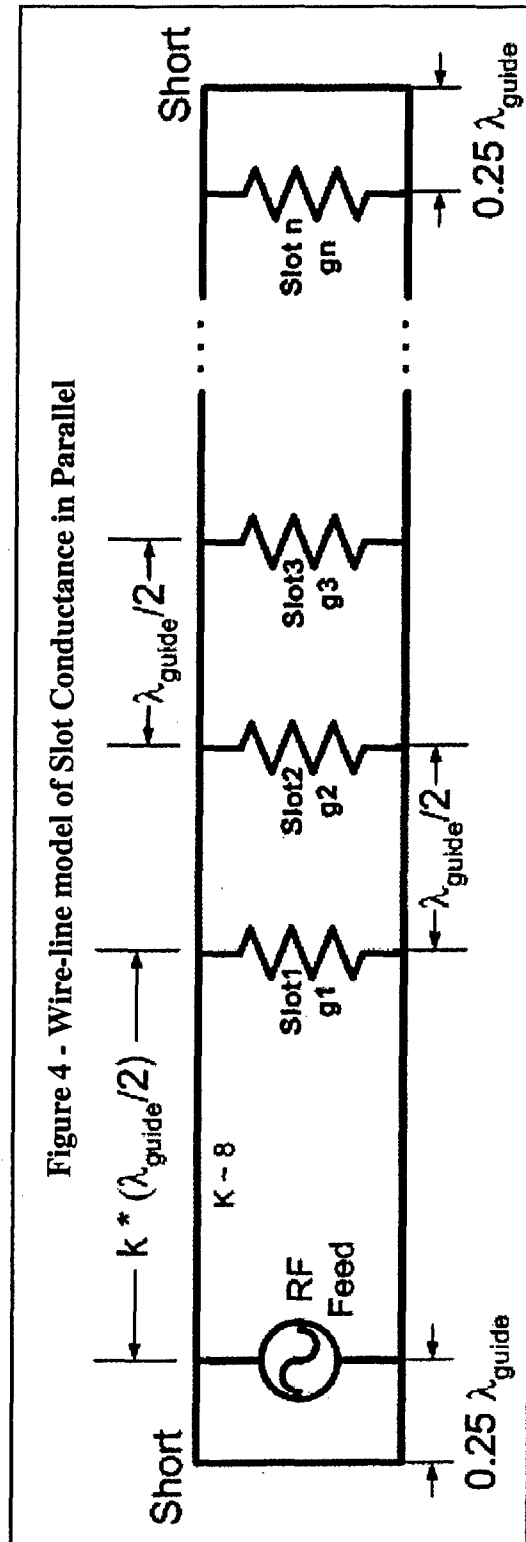 Figure 4 - Wire-line model of Slot Conductance in Parallel
Short
k * (λguide/2)
λguide/2
Short
K ~ 8
RF
Feed
Slot1
g1
Slot2
g2
Slot3
g3
. . .
Slot n
gn
. . .
0.25 λguide
λguide/2
0.25 λguide